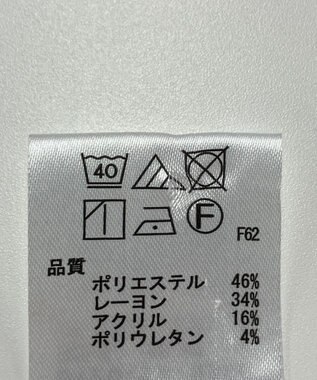 40
F
F62
品質
ポリエステル 46%
レーヨン 34%
アクリル 16%
ポリウレタン 4%